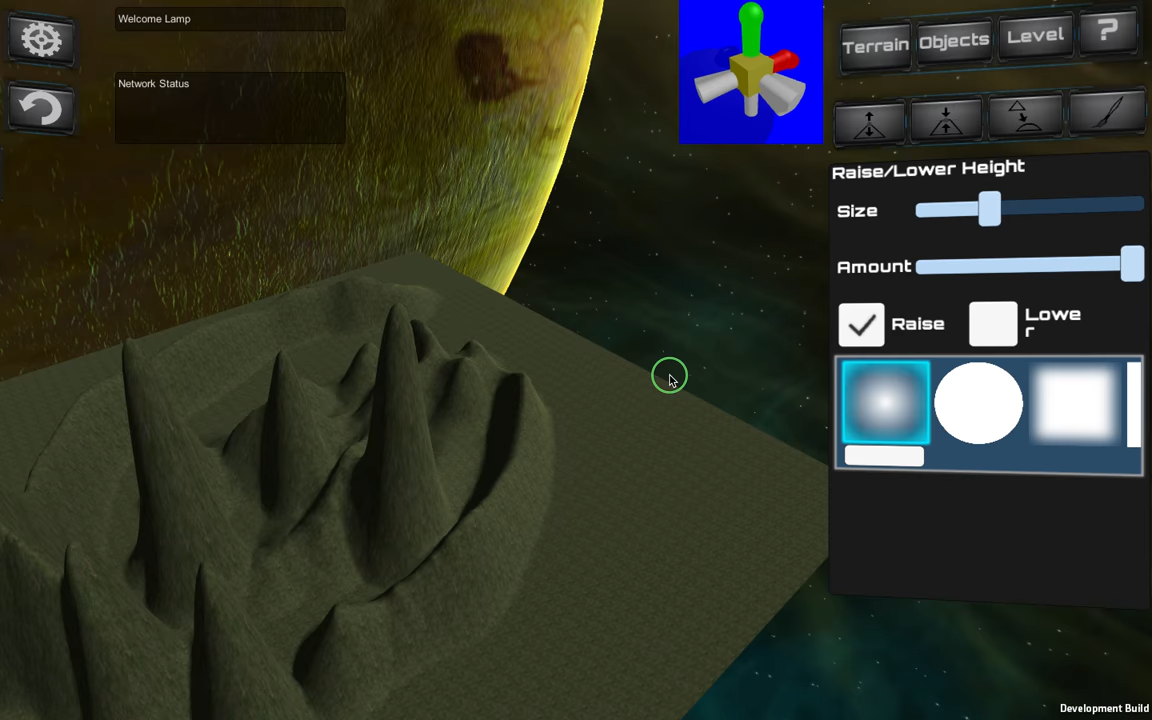 Welcome Lamp
Network Status
Terrain
Objects
Level
?
Raise/Lower Height
Size
Amount
Raise
Lowe
r
Development Build